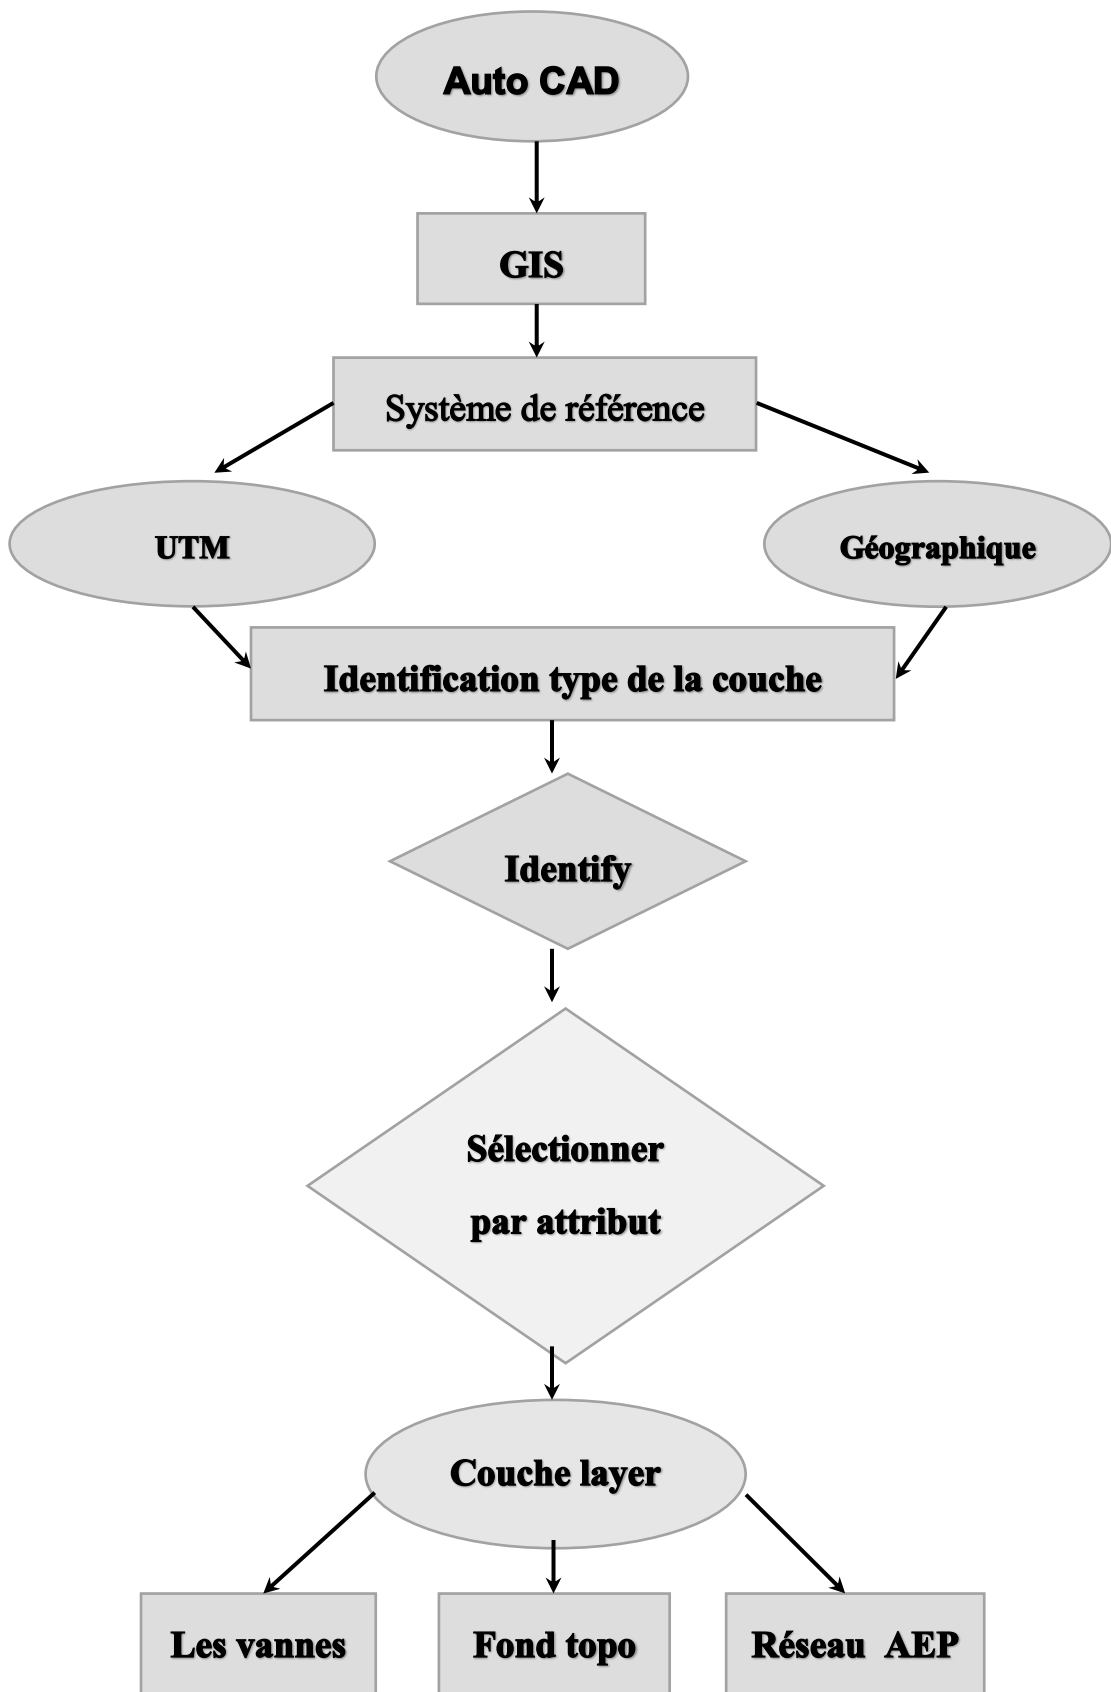 Auto CAD
GIS
Système de référence
UTM
Géographique
Identification type de la couche
Identify
Sélectionner
par attribut
Couche layer
Les vannes
Fond topo
Réseau AEP